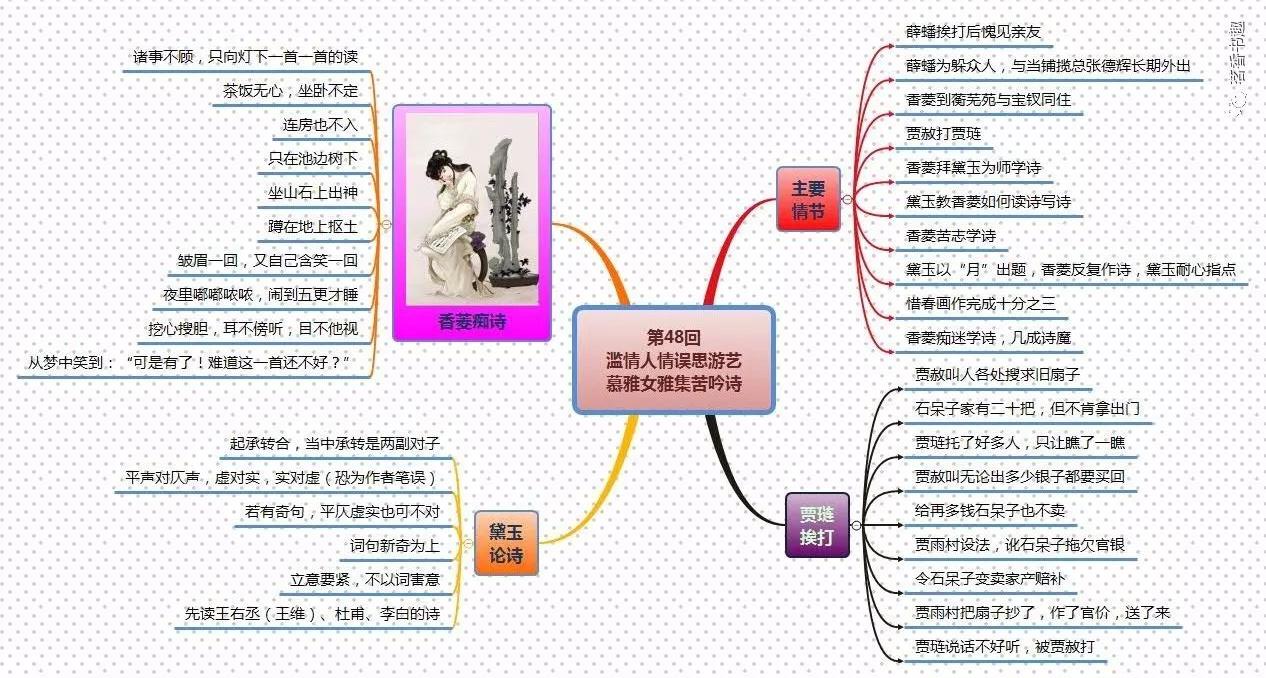 第48回
滥情人情误思游艺
慕雅女雅集苦吟诗
主要
情节
薛蟠挨打后愧见亲友
薛蟠为躲众人，与当铺揽总张德辉长期外出
香菱到蘅芜苑与宝钗同住
贾赦打贾琏
香菱拜黛玉为师学诗
黛玉教香菱如何读诗写诗
香菱苦志学诗
黛玉以“月”出题，香菱反复作诗，黛玉耐心指点
惜春画作完成十分之三
香菱痴迷学诗，几成诗魔
贾琏
挨打
贾赦叫人各处搜求旧扇子
石呆子家有二十把，但不肯拿出门
贾琏托了好多人，只让瞧了一瞧
贾赦叫无论出多少银子都要买回
给再多钱石呆子也不卖
贾雨村设法，讹石呆子拖欠官银
令石呆子变卖家产赔补
贾雨村把扇子抄了，作了官价，送了来
贾琏说话不好听，被贾赦打
香菱痴诗
诸事不顾，只向灯下一首一首的读
茶饭无心，坐卧不定
连房也不入
只在池边树下
坐山石上出神
蹲在地上抠土
皱眉一回，又自己含笑一回
夜里嘟嘟哝哝，闹到五更才睡
挖心搜胆，耳不傍听，目不他视
从梦中笑到：“可是有了！难道这一首还不好？”
黛玉
论诗
起承转合，当中承转是两副对子
平声对仄声，虚对实，实对虚（恐为作者笔误）
若有奇句，平仄虚实也可不对
词句新奇为上
立意要紧，不以词害意
先读王右丞（王维）、杜甫、李白的诗
茗香书趣